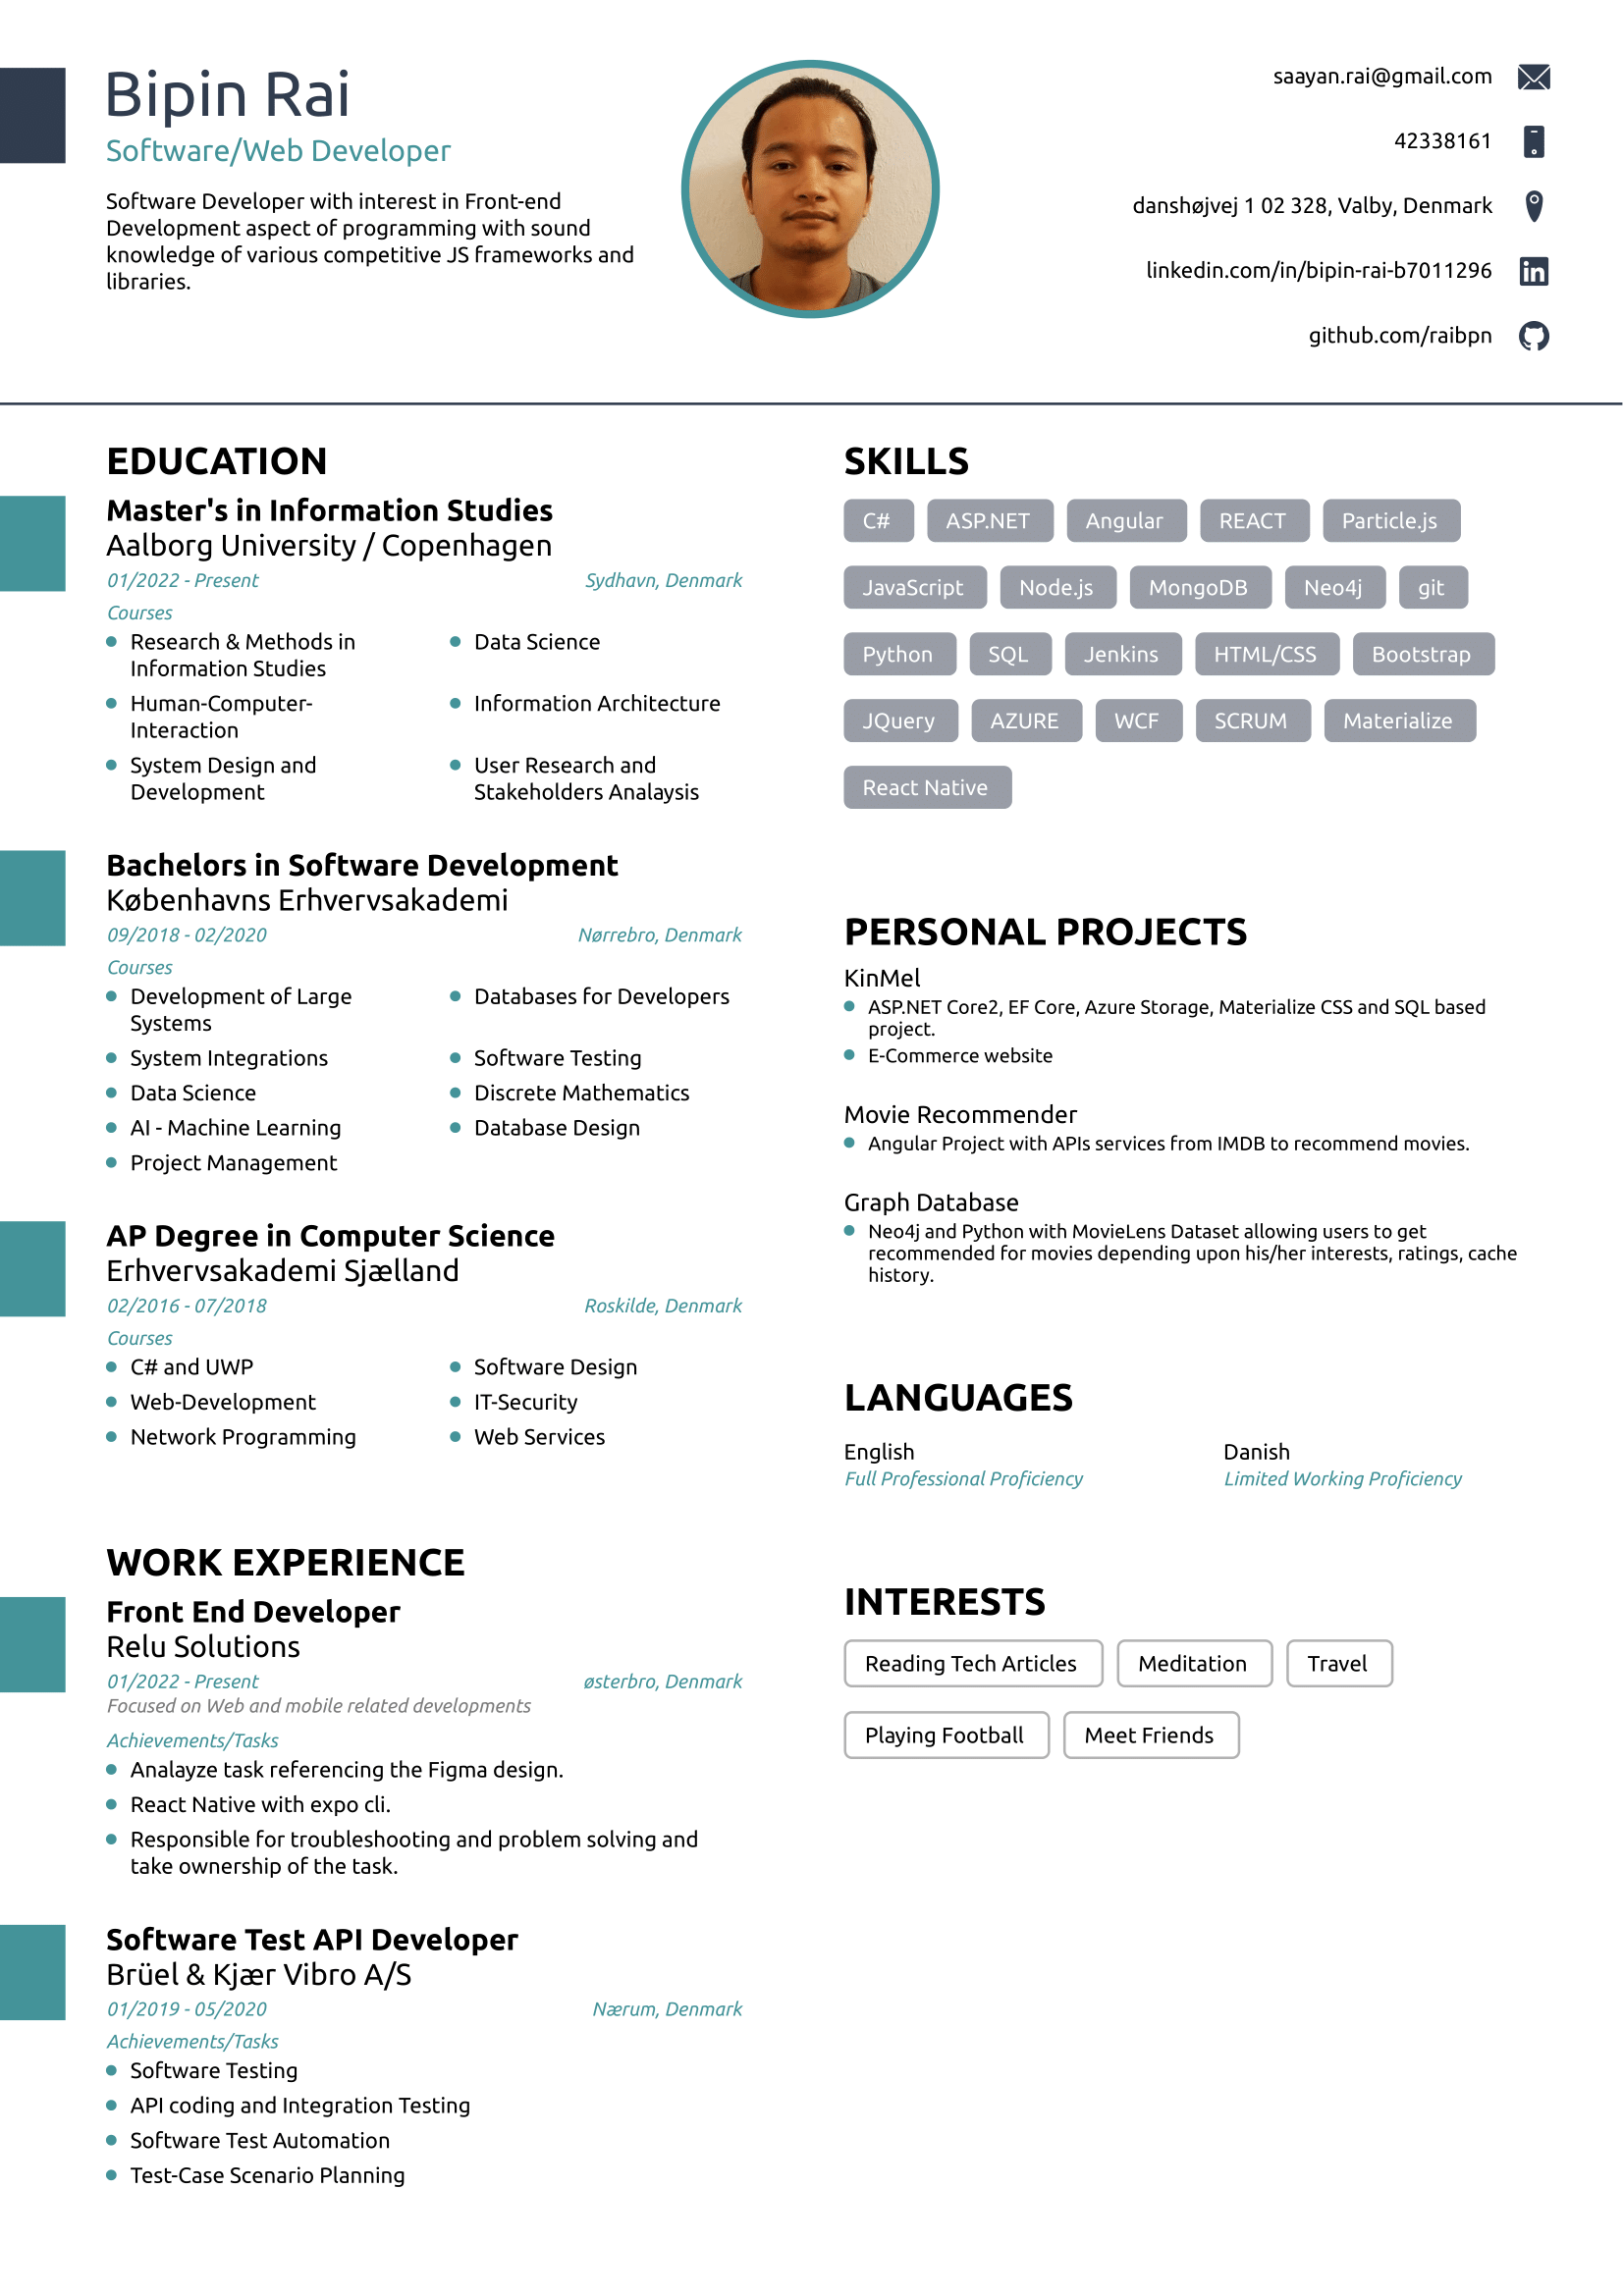 Bipin Rai
Software/Web Developer
Software Developer with interest in Front-end
Development aspect of programming with sound
knowledge of various competitive JS frameworks and
libraries.
saayan.rai@gmail.com
42338161
danshøjvej 1 02 328, Valby, Denmark
linkedin.com/in/bipin-rai-b7011296
github.com/raibpn
EDUCATION
Master's in Information Studies
Aalborg University / Copenhagen
01/2022 - Present
Sydhavn, Denmark
Courses
Research & Methods in
Information Studies
Data Science
Human-Computer-
Interaction
Information Architecture
System Design and
Development
User Research and
Stakeholders Analaysis
Bachelors in Software Development
Københavns Erhvervsakademi
09/2018 - 02/2020
Nørrebro, Denmark
Courses
Development of Large
Systems
Databases for Developers
System Integrations
Software Testing
Data Science
Discrete Mathematics
AI - Machine Learning
Database Design
Project Management
AP Degree in Computer Science
Erhvervsakademi Sjælland
02/2016 - 07/2018
Roskilde, Denmark
Courses
C# and UWP
Software Design
Web-Development
IT-Security
Network Programming
Web Services
WORK EXPERIENCE
Front End Developer
Relu Solutions
01/2022 - Present
østerbro, Denmark
Focused on Web and mobile related developments
Achievements/Tasks
Analayze task referencing the Figma design.
React Native with expo cli.
Responsible for troubleshooting and problem solving and
take ownership of the task.
Software Test API Developer
Brüel & Kjær Vibro A/S
01/2019 - 05/2020
Nærum, Denmark
Achievements/Tasks
Software Testing
API coding and Integration Testing
Software Test Automation
Test-Case Scenario Planning
SKILLS
C# ASP.NET Angular REACT Particle.js
JavaScript Node.js MongoDB Neo4j git
Python SQL Jenkins HTML/CSS Bootstrap
JQuery AZURE WCF SCRUM Materialize
React Native
PERSONAL PROJECTS
KinMel
ASP.NET Core2, EF Core, Azure Storage, Materialize CSS and SQL based
project.
E-Commerce website
Movie Recommender
Angular Project with APIs services from IMDB to recommend movies.
Graph Database
Neo4j and Python with MovieLens Dataset allowing users to get
recommended for movies depending upon his/her interests, ratings, cache
history.
LANGUAGES
English
Full Professional Proficiency
Danish
Limited Working Proficiency
INTERESTS
Reading Tech Articles Meditation Travel
Playing Football Meet Friends